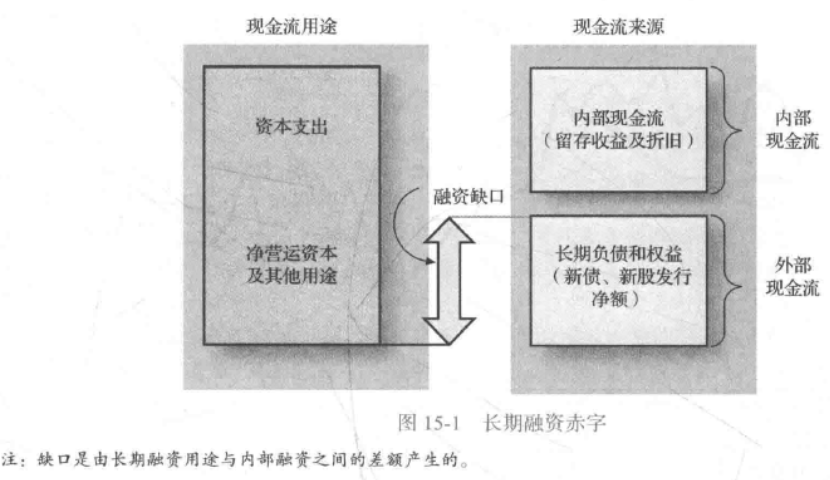 现金流用途
现金流来源
资本支出
净营运资本
及其他用途
融资缺口
内部现金流
（留存收益及折旧）
内部
现金流
长期负债和权益
（新债、新股发行
净额）
外部
现金流
图 15-1 长期融资赤字
注：缺口是由长期融资用途与内部融资之间的差额产生的。